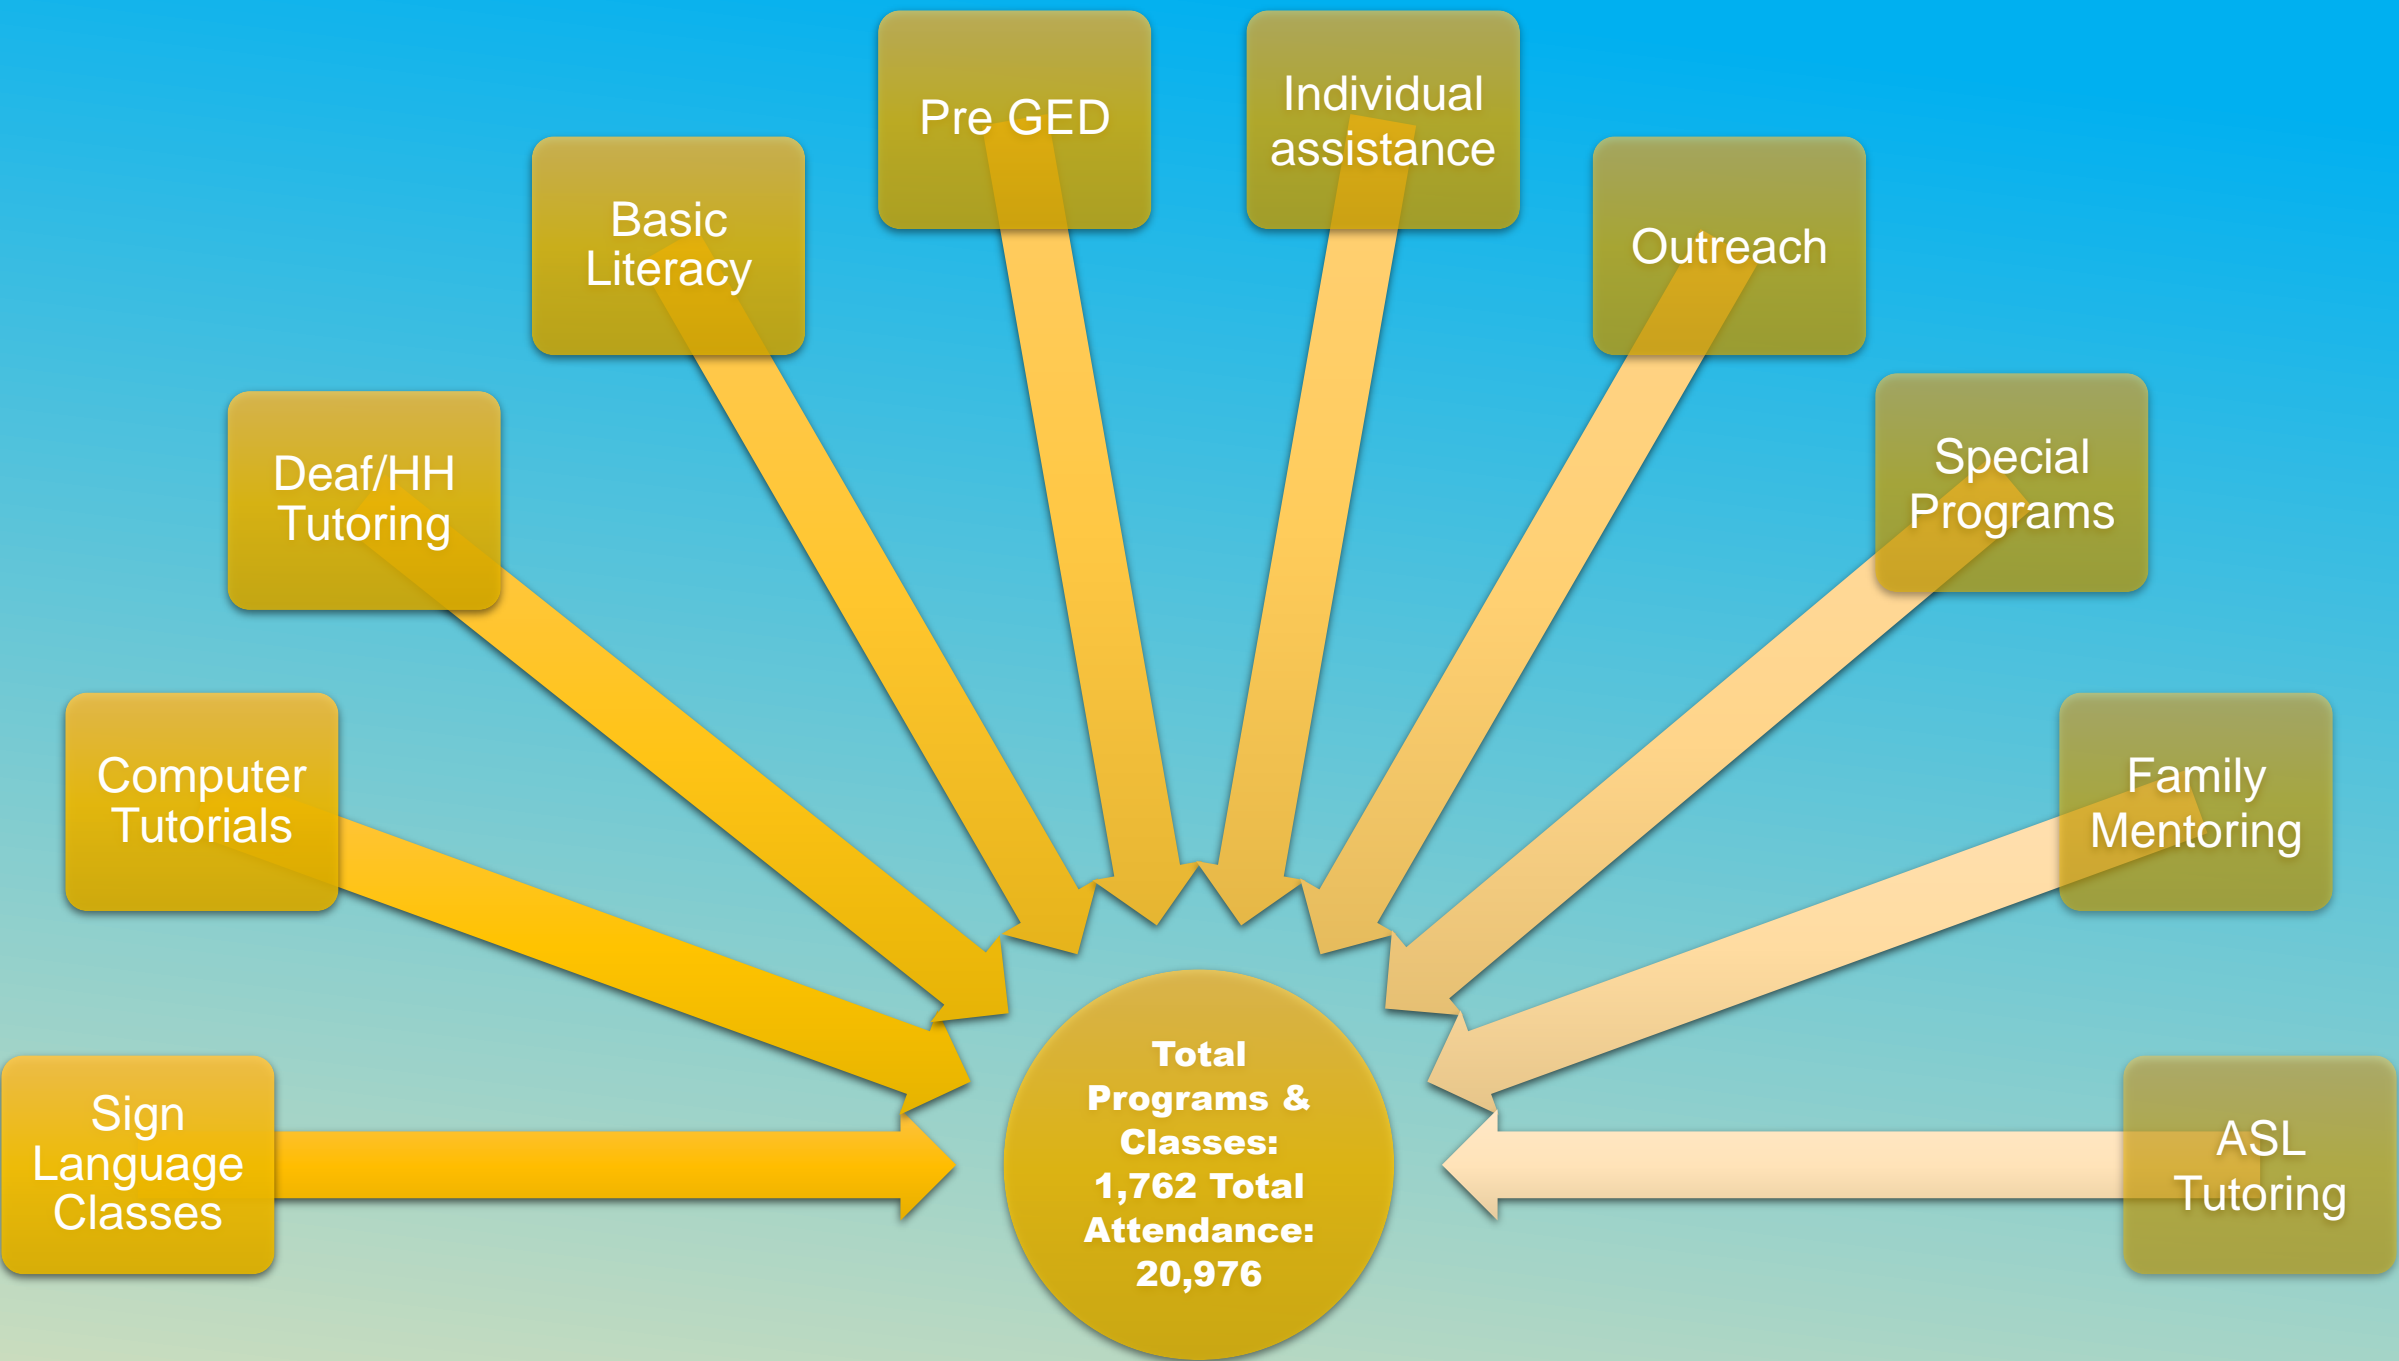 Pre GED
Individual
assistance
Basic
Literacy
Outreach
Deaf/HH
Tutoring
Special
Programs
Computer
Tutorials
Family
Mentoring
Sign
Language
Classes
Total
Programs &
Classes:
1,762 Total
Attendance:
20,976
ASL
Tutoring